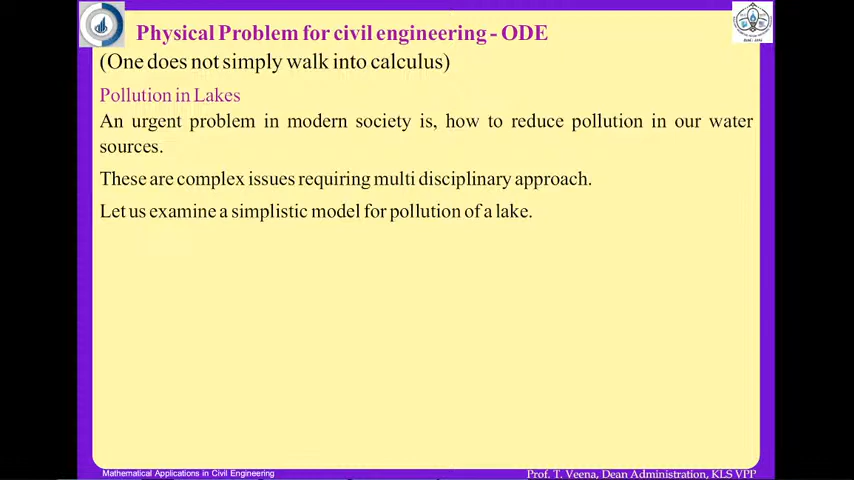 Physical Problem for civil engineering - ODE
(One does not simply walk into calculus)
Pollution in Lakes
An urgent problem in modern society is, how to reduce pollution in our water
sources.
These are complex issues requiring multi disciplinary approach.
Let us examine a simplistic model for pollution of a lake.
Mathematical Applications in Civil Engineering
Prof. T. Veena, Dean Administration, KLS VPP